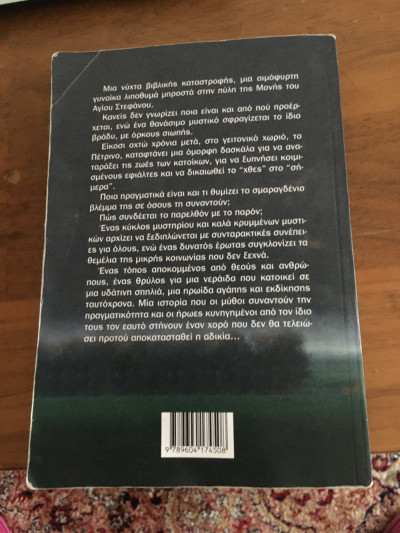 Μια νύχτα βιβλικής καταστροφής, μια αιμόφυρτη
γυναίκα λιποθυμά μπροστά στην πύλη της Μονής του
Αγίου Στεφάνου.
Κανείς δεν γνωρίζει ποια είναι και από πού προέρ-
χεται, ενώ ένα θανάσιμο μυστικό σφραγίζεται το ίδιο
βράδυ, με όρκους σιωπής.
Είκοσι οχτώ χρόνια μετά, στο γειτονικό χωριό, το
Πέτρινο, καταφτάνει μια όμορφη δασκάλα για να ανα-
ταράξει τις ζωές των κατοίκων, για να ξυπνήσει κοιμι-
σμένους εφιάλτες και να δικαιωθεί το "χθες" στο "σή-
μερα".
Ποια πραγματικά είναι και τι θυμίζει το σμαραγδένιο
βλέμμα της σε όσους τη συναντούν;
Πώς συνδέεται το παρελθόν με το παρόν;
Ένας κύκλος μυστηρίου και καλά κρυμμένων μυστι-
κών αρχίζει να ξεδιπλώνεται με συνταρακτικές συνέπει-
ες για όλους, ενώ ένας δυνατός έρωτας συγκλονίζει τα
θεμέλια της μικρής κοινωνίας που δεν ξεχνά.
Ένας τόπος αποκομμένος από θεούς και ανθρώ-
πους, ένας θρύλος για μια νεράιδα που κατοικεί σε
μια υδάτινη σπηλιά, μια ηρωίδα αγάπης και εκδίκησης
ταυτόχρονα. Μια ιστορία που οι μύθοι συναντούν την
πραγματικότητα και οι ήρωες κυνηγημένοι από τον ίδιο
τους τον εαυτό στήνουν έναν χορό που δεν θα τελειώ-
σει προτού αποκατασταθεί η αδικία...
9 789604 174508